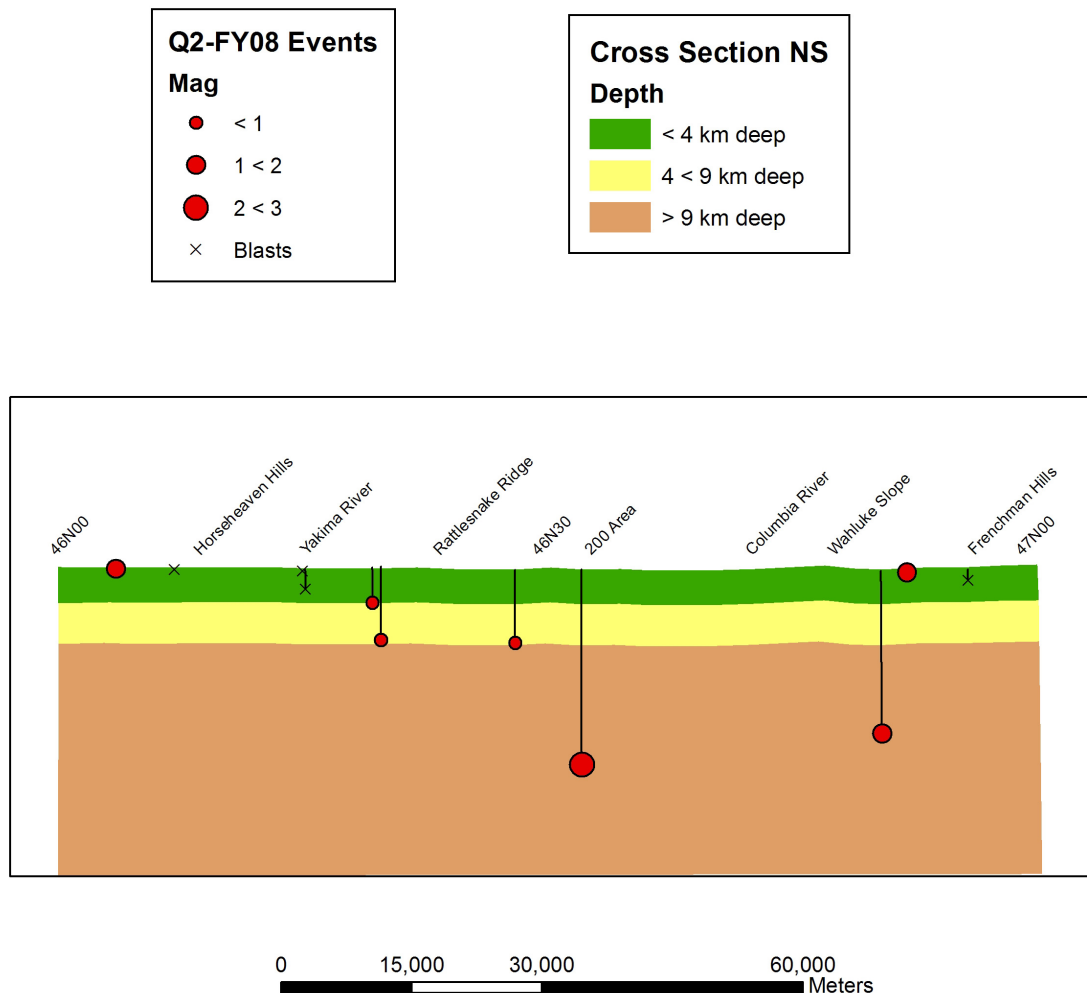 Q2-FY08 Events
Mag
< 1
1 < 2
2 < 3
Blasts
Cross Section NS
Depth
< 4 km deep
4 < 9 km deep
> 9 km deep
46N00
Horseheaven Hills
Yakima River
Rattlesnake Ridge
46N30
200 Area
Columbia River
Wahluke Slope
Frenchman Hills
47N00
0 15,000 30,000 60,000
Meters